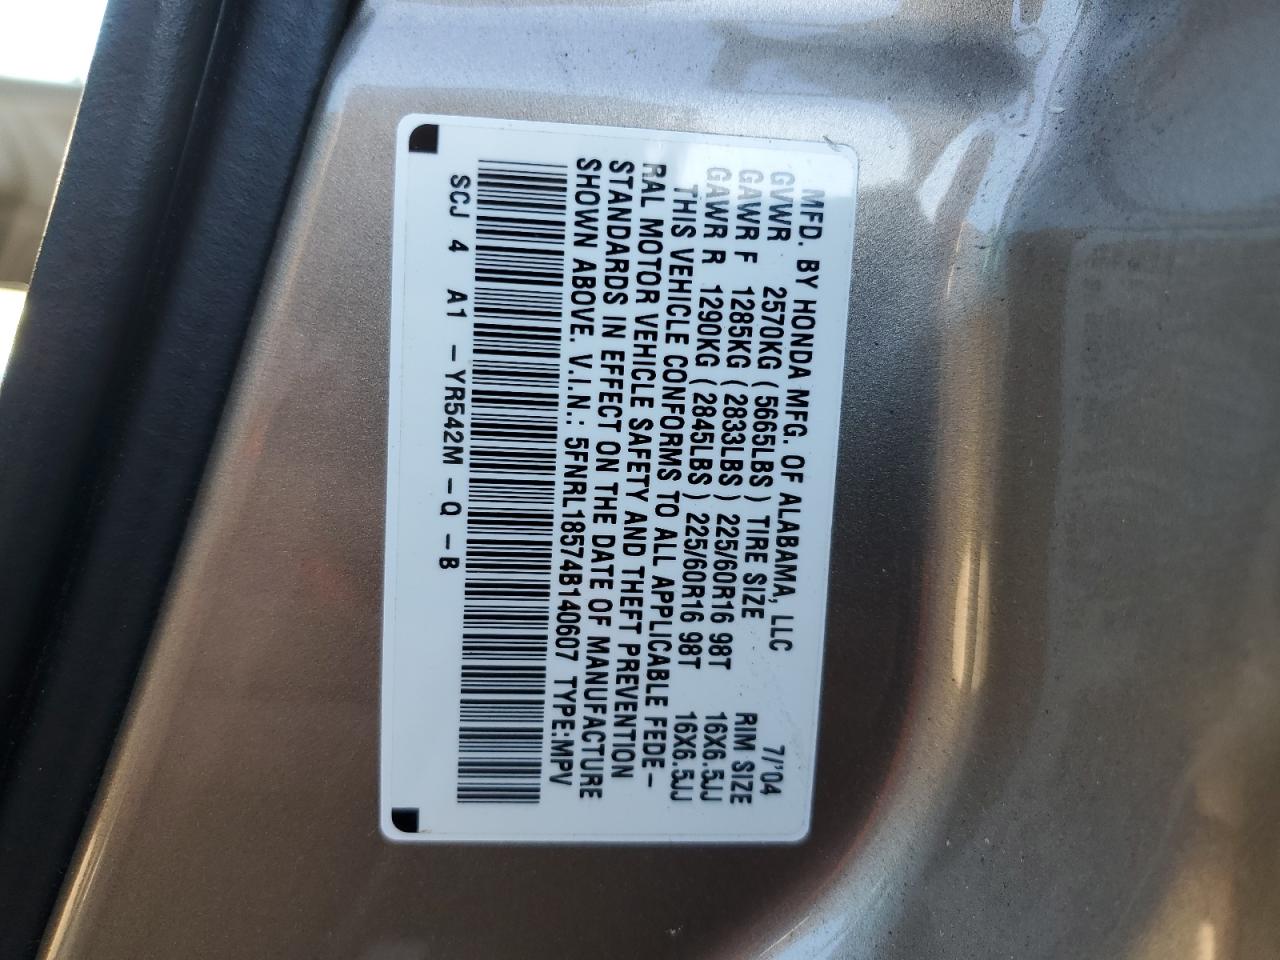 MFD. BY HONDA MFG. OF ALABAMA, LLC 7/'04
GVWR 2570KG (5665LBS) TIRE SIZE RIM SIZE
GAWR F 1285KG (2833LBS) 225/60R16 98T 16X6.5JJ
GAWR R 1290KG (2845LBS) 225/60R16 98T 16X6.5JJ
THIS VEHICLE CONFORMS TO ALL APPLICABLE FEDE-
RAL MOTOR VEHICLE SAFETY AND THEFT PREVENTION
STANDARDS IN EFFECT ON THE DATE OF MANUFACTURE
SHOWN ABOVE. V.I.N.: 5FNRL18574B140607 TYPE:MPV
SCJ 4 A1 - YR542M - Q - B